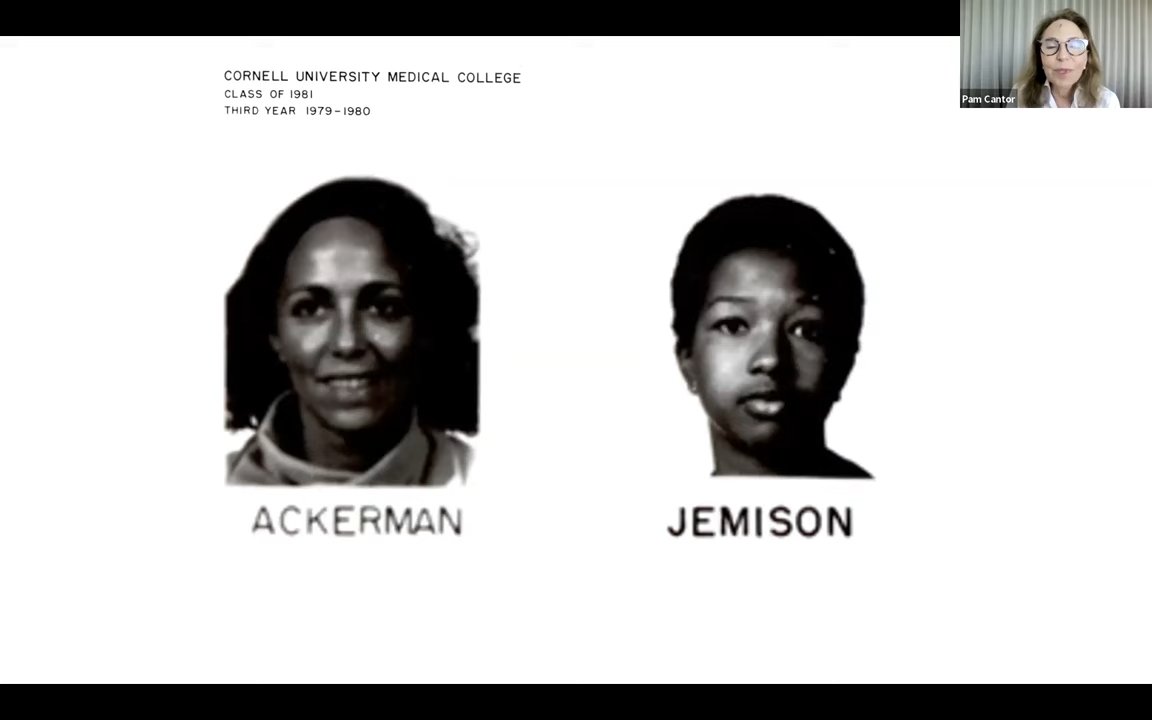 CORNELL UNIVERSITY MEDICAL COLLEGE
CLASS OF 1981
THIRD YEAR 1979-1980
Pam Cantor
ACKERMAN
JEMISON